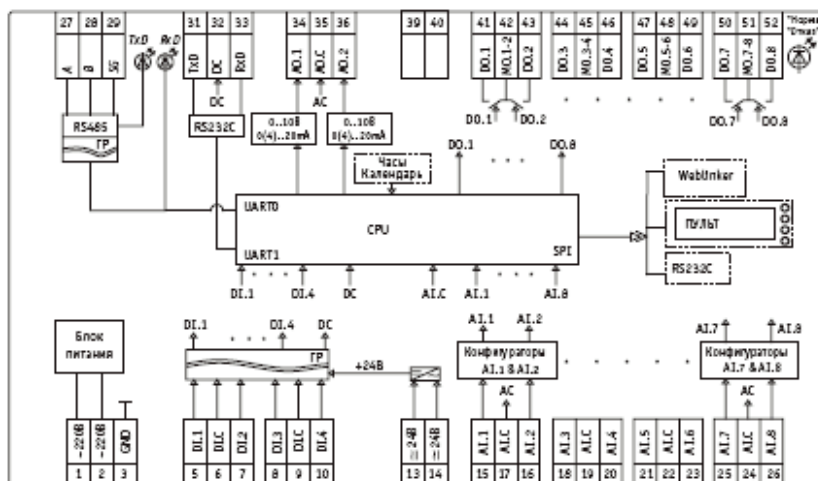 27 28 29 31 32 33 34 35 36 39 40 41 42 43 44 45 46 47 48 49 50 51 52
A B SG TxD RxD TxD DC RxD AO.1 AO.C AO.2 DO.1 MO.1-2 DO.2 DO.3 MO.3-4 DO.4 DO.5 MO.5-6 DO.6 DO.7 MO.7-8 DO.8 "Норма"
"Отказ"
DC AC
RS485 RS232C 0..10В 0..10В DO.1 DO.2 DO.7 DO.8
0(4)..20mA 0(4)..20mA
ГР
Часы
Календарь
DO.1 DO.8
WebLinker
UART0
CPU
ПУЛЬТ
UART1 SPI
RS232C
DI.1 DI.4 DC AI.C AI.1 AI.8
DI.1 DI.4 DC AI.1 AI.2 AI.7 AI.8
Блок
питания
ГР
+24В
Конфигураторы
AI.1 & AI.2
Конфигураторы
AI.7 & AI.8
AC AC
~220В ~220В GND DI.1 DI.C DI.2 DI.3 DI.C DI.4 24В 24В AI.1 AI.C AI.2 AI.3 AI.C AI.4 AI.5 AI.C AI.6 AI.7 AI.C AI.8
1 2 3 5 6 7 8 9 10 13 14 15 17 16 18 19 20 21 22 23 25 24 26